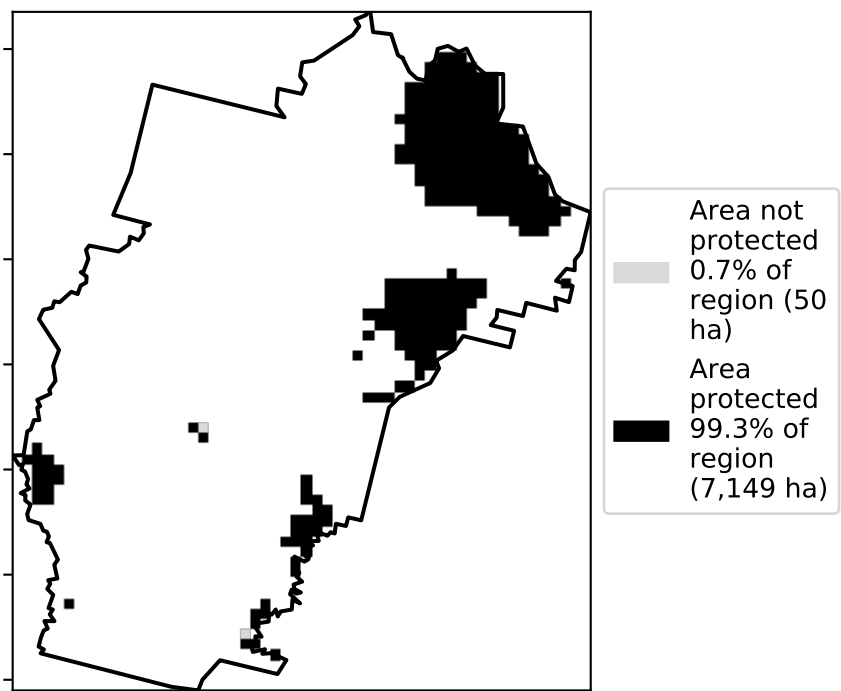 Area not
protected
0.7% of
region (50
ha)
Area
protected
99.3% of
region
(7,149 ha)